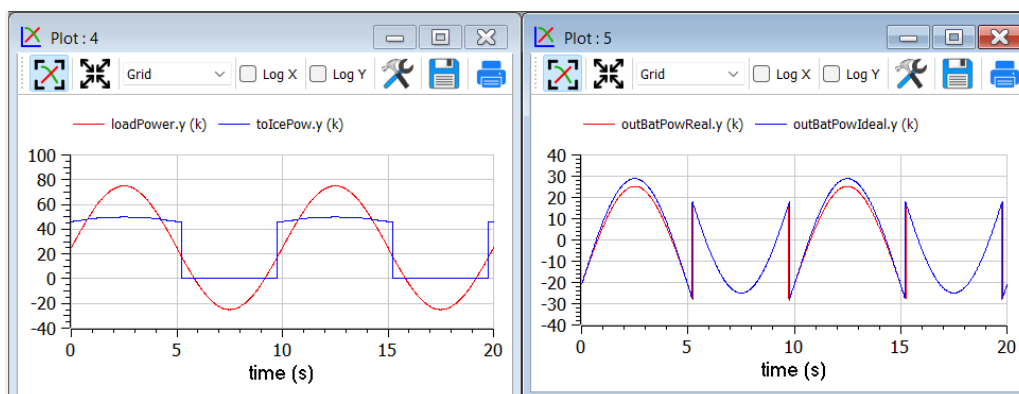 Plot : 4
Grid Log X Log Y
loadPower.y (k) toIcePow.y (k)
100
80
60
40
20
0
-20
-40
0 5 10 15 20
time (s)
Plot : 5
Grid Log X Log Y
outBatPowReal.y (k) outBatPowIdeal.y (k)
40
30
20
10
0
-10
-20
-30
-40
0 5 10 15 20
time (s)